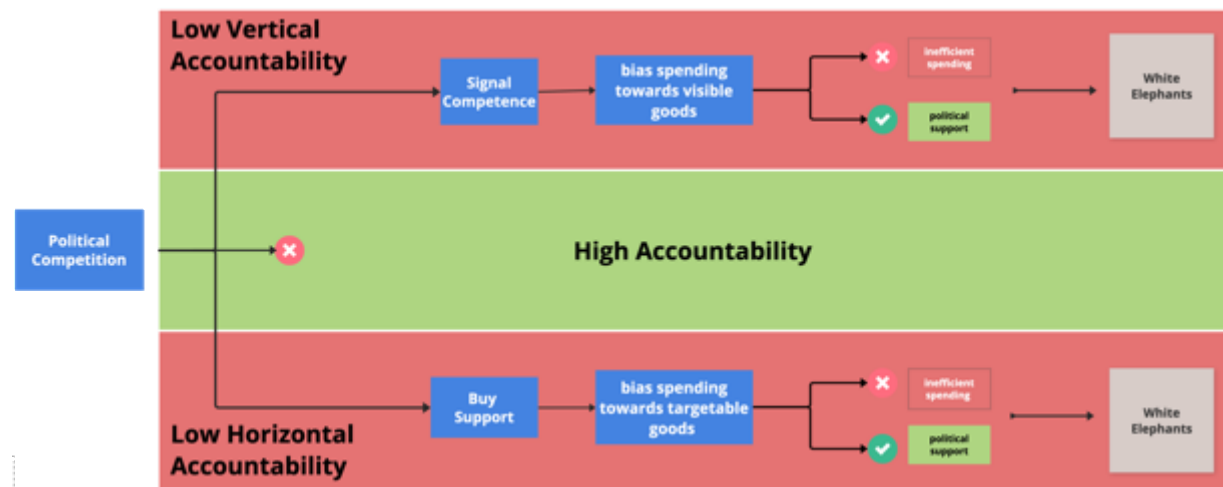 Low Vertical
Accountability
Signal
Competence
bias spending
towards visible
goods
inefficient
spending
political
support
White
Elephants
Political
Competition
High Accountability
Low Horizontal
Accountability
Buy
Support
bias spending
towards targetable
goods
inefficient
spending
political
support
White
Elephants